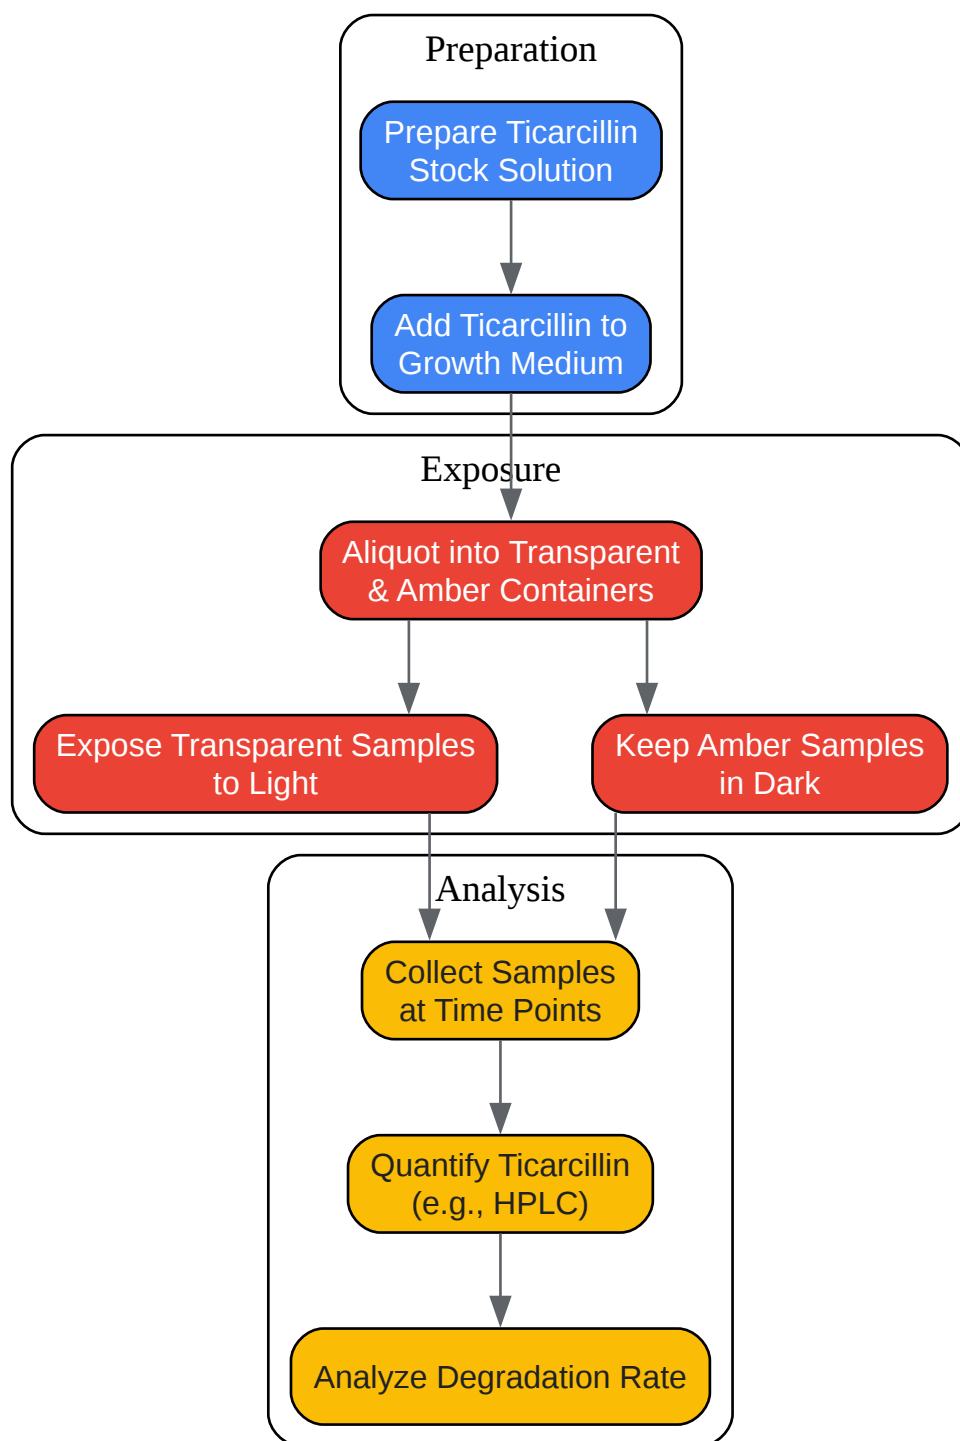 Preparation
Prepare Ticarcillin
Stock Solution
Add Ticarcillin to
Growth Medium
Exposure
Aliquot into Transparent
& Amber Containers
Expose Transparent Samples
to Light
Keep Amber Samples
in Dark
Analysis
Collect Samples
at Time Points
Quantify Ticarcillin
(e.g., HPLC)
Analyze Degradation Rate